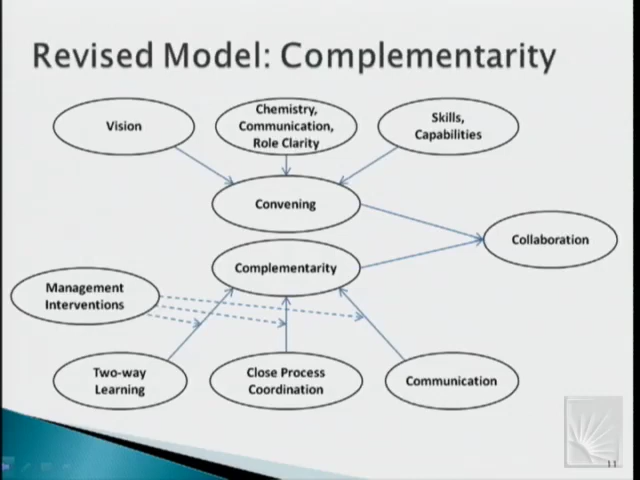 Revised Model: Complementarity
Vision
Chemistry,
Communication,
Role Clarity
Skills,
Capabilities
Convening
Collaboration
Complementarity
Management
Interventions
Two-way
Learning
Close Process
Coordination
Communication
11